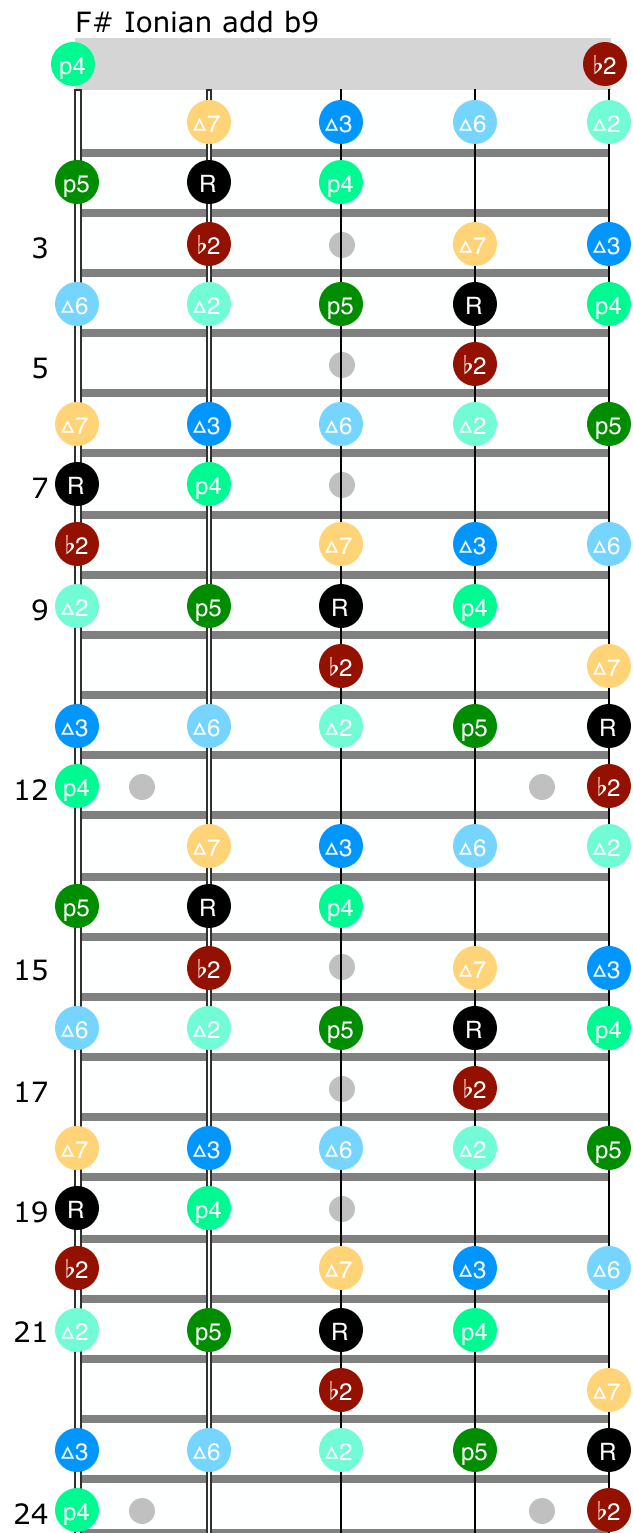 F# Ionian add b9
p4 ♭2
△7 △3 △6 △2
p5 R p4
3 ♭2 △7 △3
△6 △2 p5 R p4
5 ♭2
△7 △3 △6 △2 p5
7 R p4
♭2 △7 △3 △6
9 △2 p5 R p4
♭2 △7
△3 △6 △2 p5 R
12 p4 ♭2
△7 △3 △6 △2
p5 R p4
15 ♭2 △7 △3
△6 △2 p5 R p4
17 ♭2
△7 △3 △6 △2 p5
19 R p4
♭2 △7 △3 △6
21 △2 p5 R p4
♭2 △7
△3 △6 △2 p5 R
24 p4 ♭2